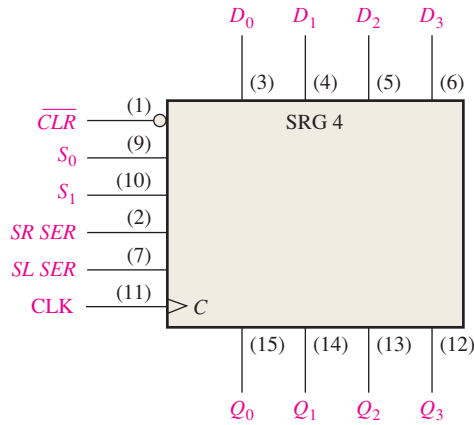 D0 D1 D2 D3
(3) (4) (5) (6)
CLR (1)
SRG 4
S0 (9)
S1 (10)
SR SER (2)
SL SER (7)
CLK (11) C
(15) (14) (13) (12)
Q0 Q1 Q2 Q3